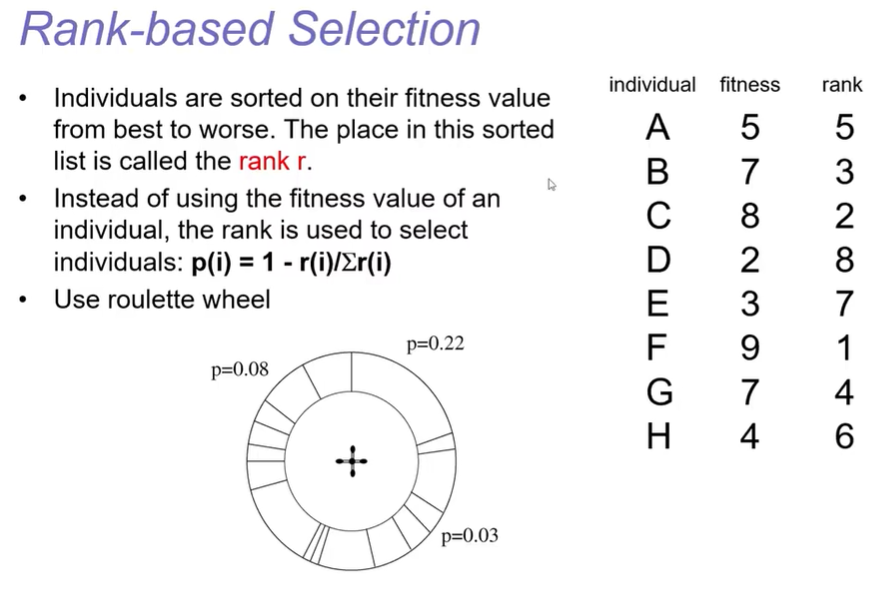 Rank-based Selection
• Individuals are sorted on their fitness value
from best to worse. The place in this sorted
list is called the rank r.
• Instead of using the fitness value of an
individual, the rank is used to select
individuals: p(i) = 1 - r(i)/Σr(i)
• Use roulette wheel
p=0.22
p=0.08
p=0.03
individual fitness rank
A 5 5
B 7 3
C 8 2
D 2 8
E 3 7
F 9 1
G 7 4
H 4 6